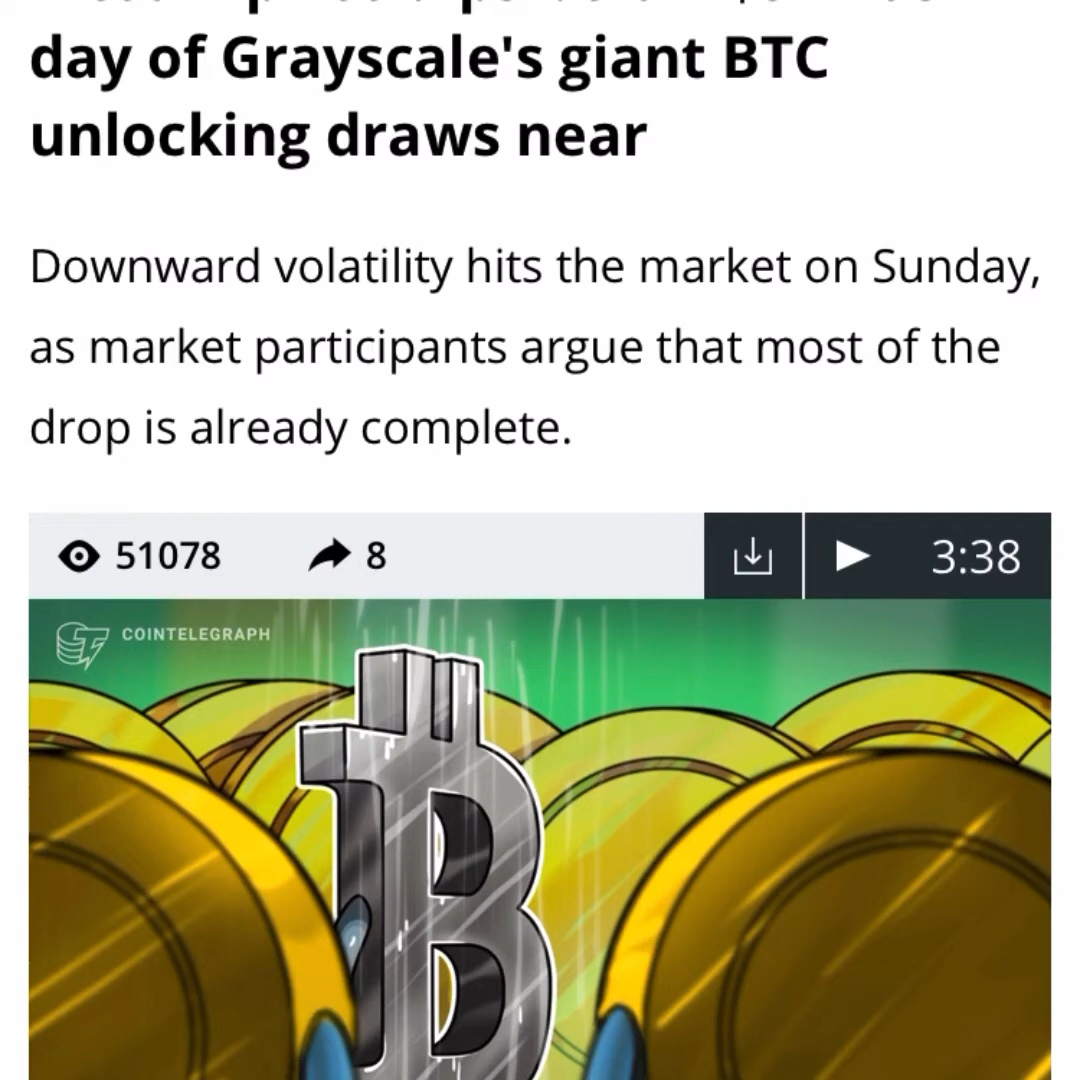 day of Grayscale's giant BTC
unlocking draws near
Downward volatility hits the market on Sunday,
as market participants argue that most of the
drop is already complete.
51078 8 3:38
COINTELEGRAPH